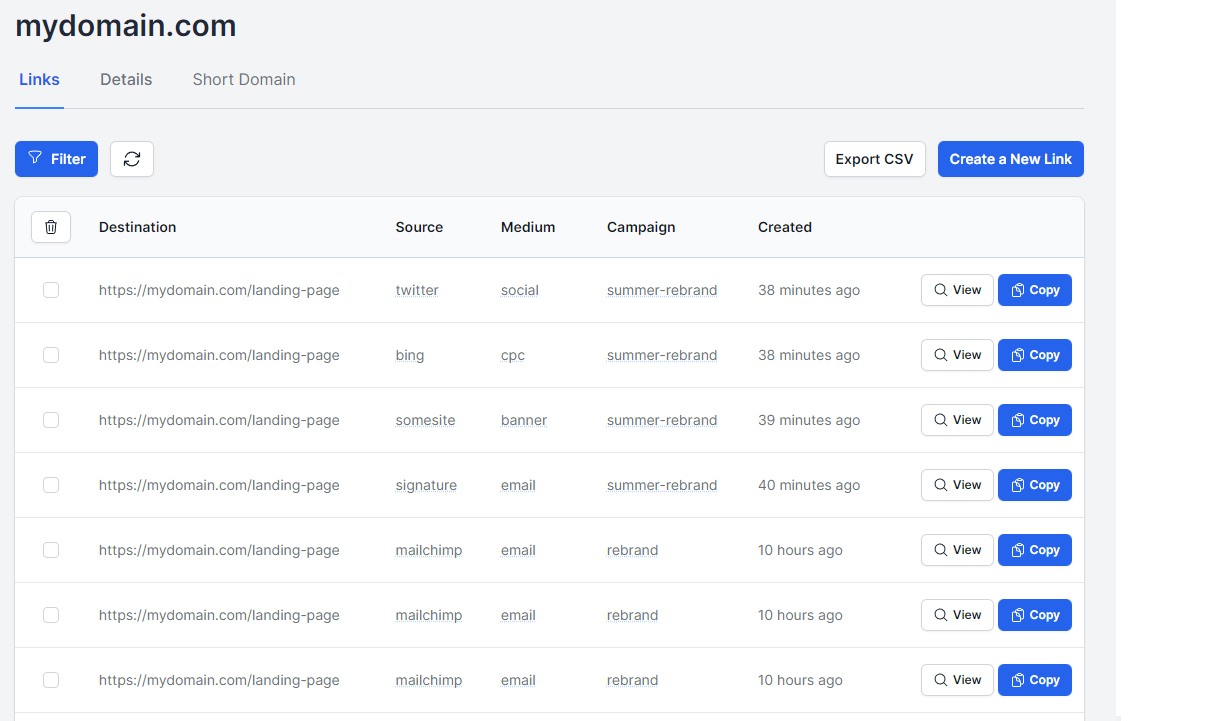 mydomain.com
Links Details Short Domain
Filter Export CSV Create a New Link
Destination Source Medium Campaign Created
https://mydomain.com/landing-page twitter social summer-rebrand 38 minutes ago View Copy
https://mydomain.com/landing-page bing cpc summer-rebrand 38 minutes ago View Copy
https://mydomain.com/landing-page somesite banner summer-rebrand 39 minutes ago View Copy
https://mydomain.com/landing-page signature email summer-rebrand 40 minutes ago View Copy
https://mydomain.com/landing-page mailchimp email rebrand 10 hours ago View Copy
https://mydomain.com/landing-page mailchimp email rebrand 10 hours ago View Copy
https://mydomain.com/landing-page mailchimp email rebrand 10 hours ago View Copy